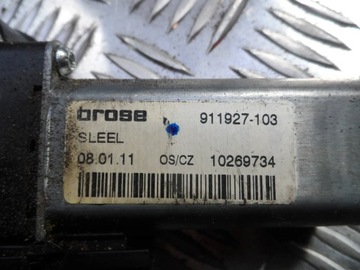 brose 911927-103
SLEEL
08.01.11 OS/CZ 10269734